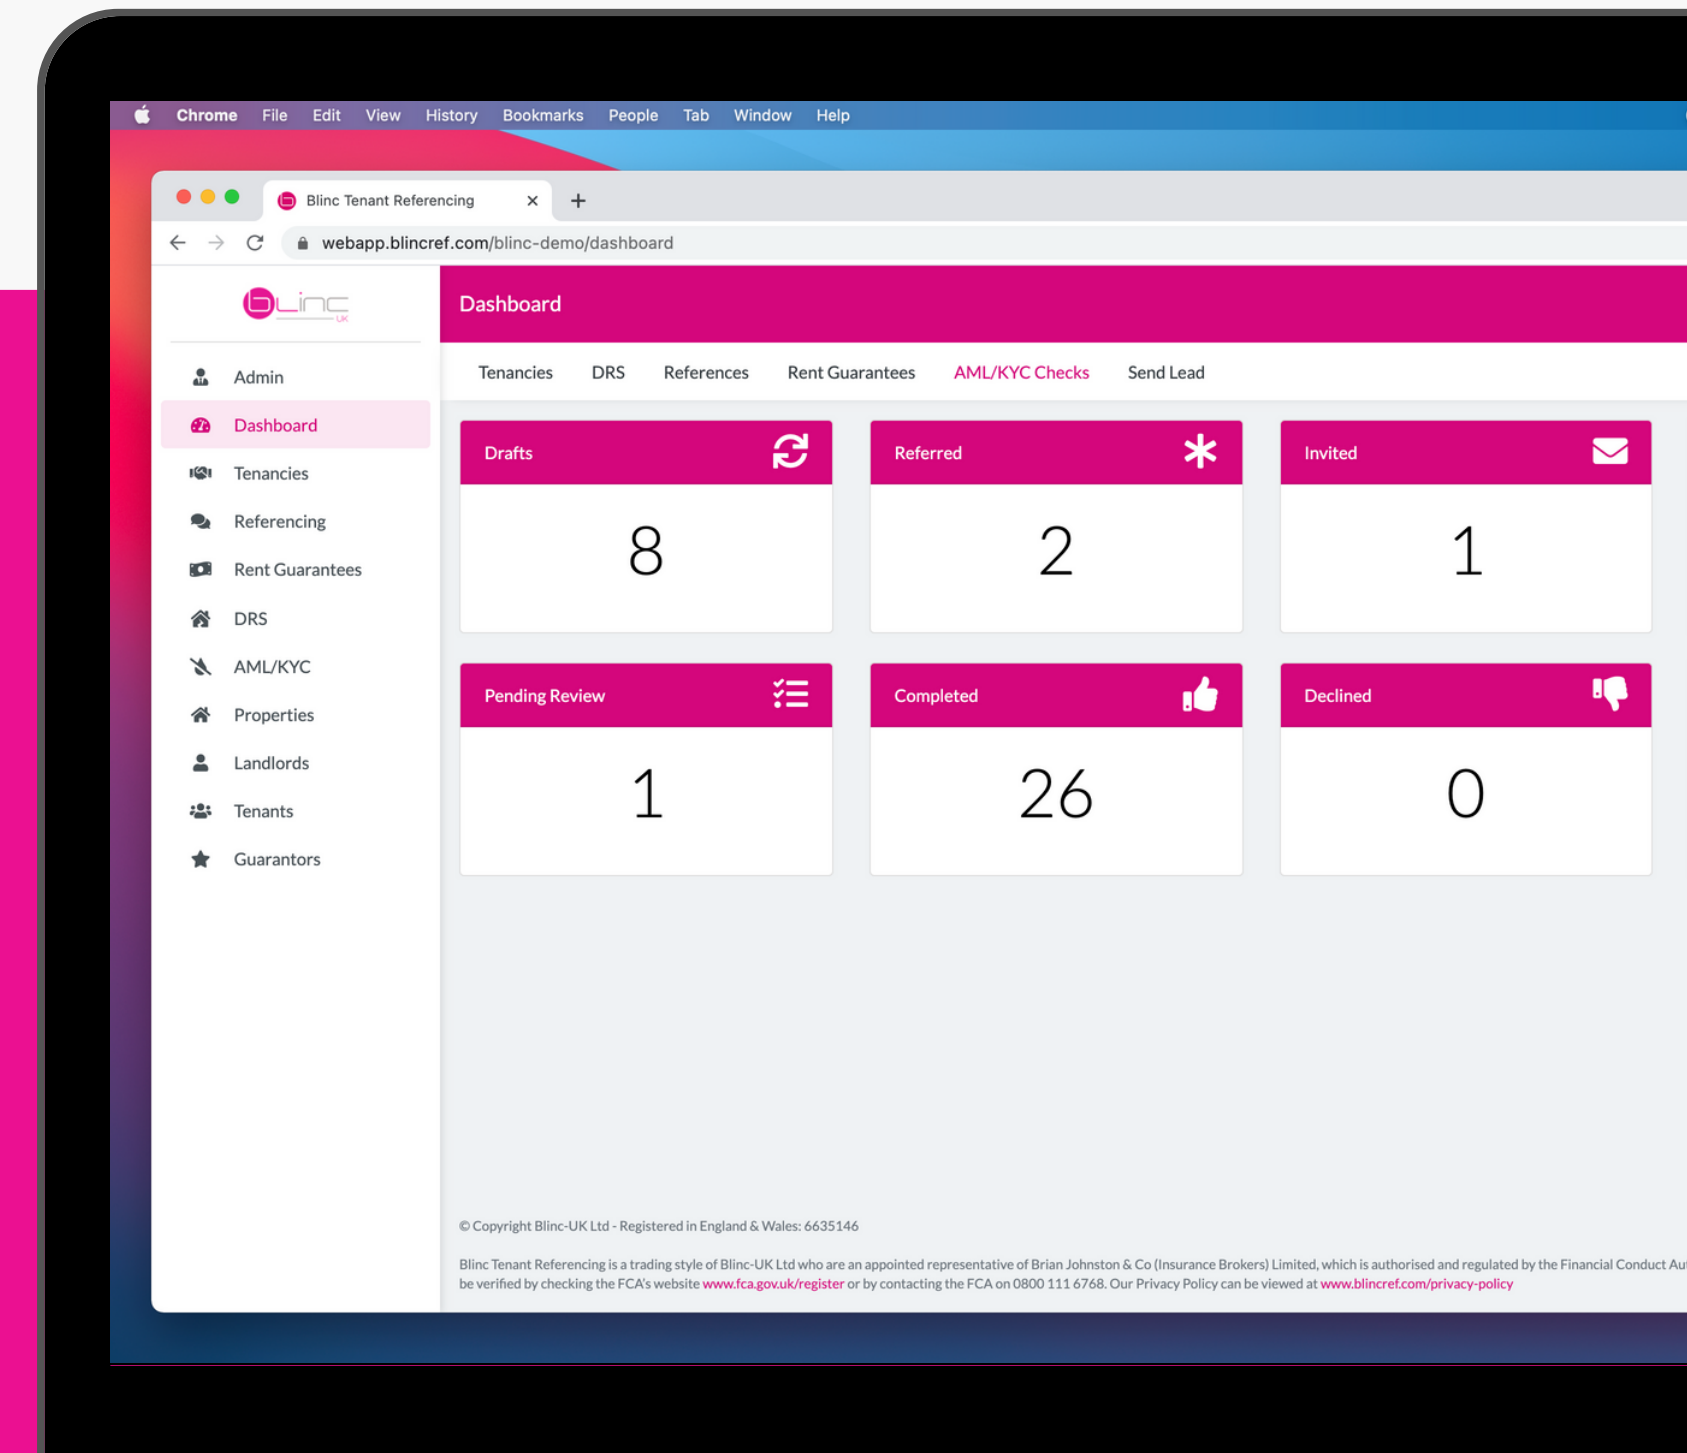 Chrome File Edit View History Bookmarks People Tab Window Help
Blinc Tenant Referencing
webapp.blincref.com/blinc-demo/dashboard
blinc
UK
Dashboard
Admin
Dashboard
Tenancies
Referencing
Rent Guarantees
DRS
AML/KYC
Properties
Landlords
Tenants
Guarantors
Tenancies DRS References Rent Guarantees AML/KYC Checks Send Lead
Drafts
8
Referred
2
Invited
1
Pending Review
1
Completed
26
Declined
0
© Copyright Blinc-UK Ltd - Registered in England & Wales: 6635146
Blinc Tenant Referencing is a trading style of Blinc-UK Ltd who are an appointed representative of Brian Johnston & Co (Insurance Brokers) Limited, which is authorised and regulated by the Financial Conduct Au
be verified by checking the FCA's website www.fca.gov.uk/register or by contacting the FCA on 0800 111 6768. Our Privacy Policy can be viewed at www.blincref.com/privacy-policy